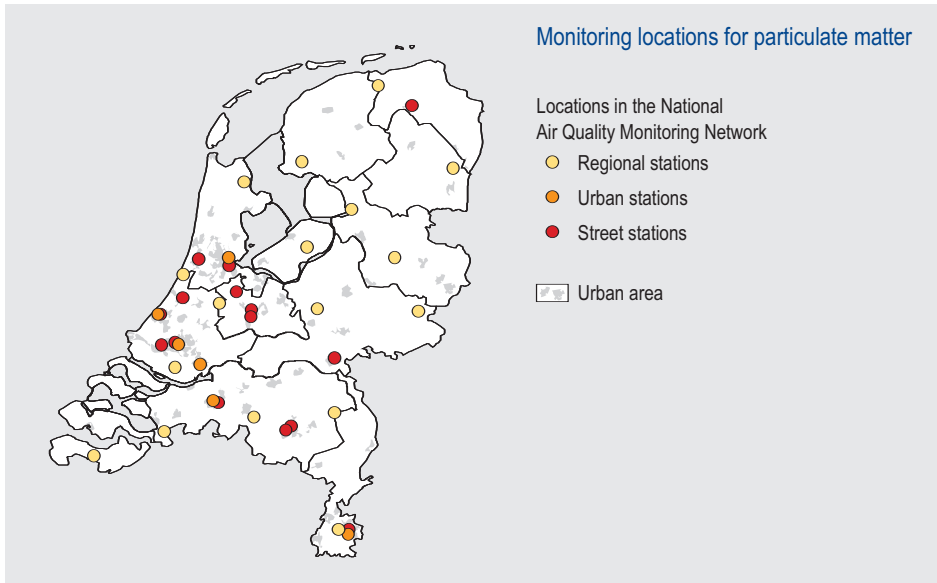 Monitoring locations for particulate matter
Locations in the National
Air Quality Monitoring Network
Regional stations
Urban stations
Street stations
Urban area